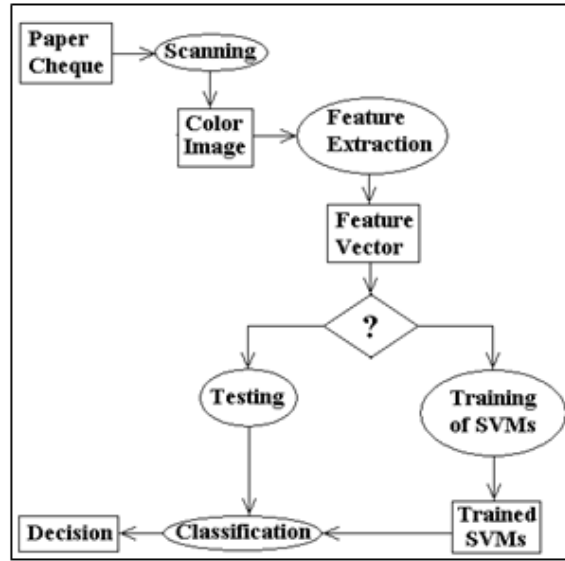 Paper
Cheque
Scanning
Color
Image
Feature
Extraction
Feature
Vector
?
Testing
Training
of SVMs
Decision
Classification
Trained
SVMs